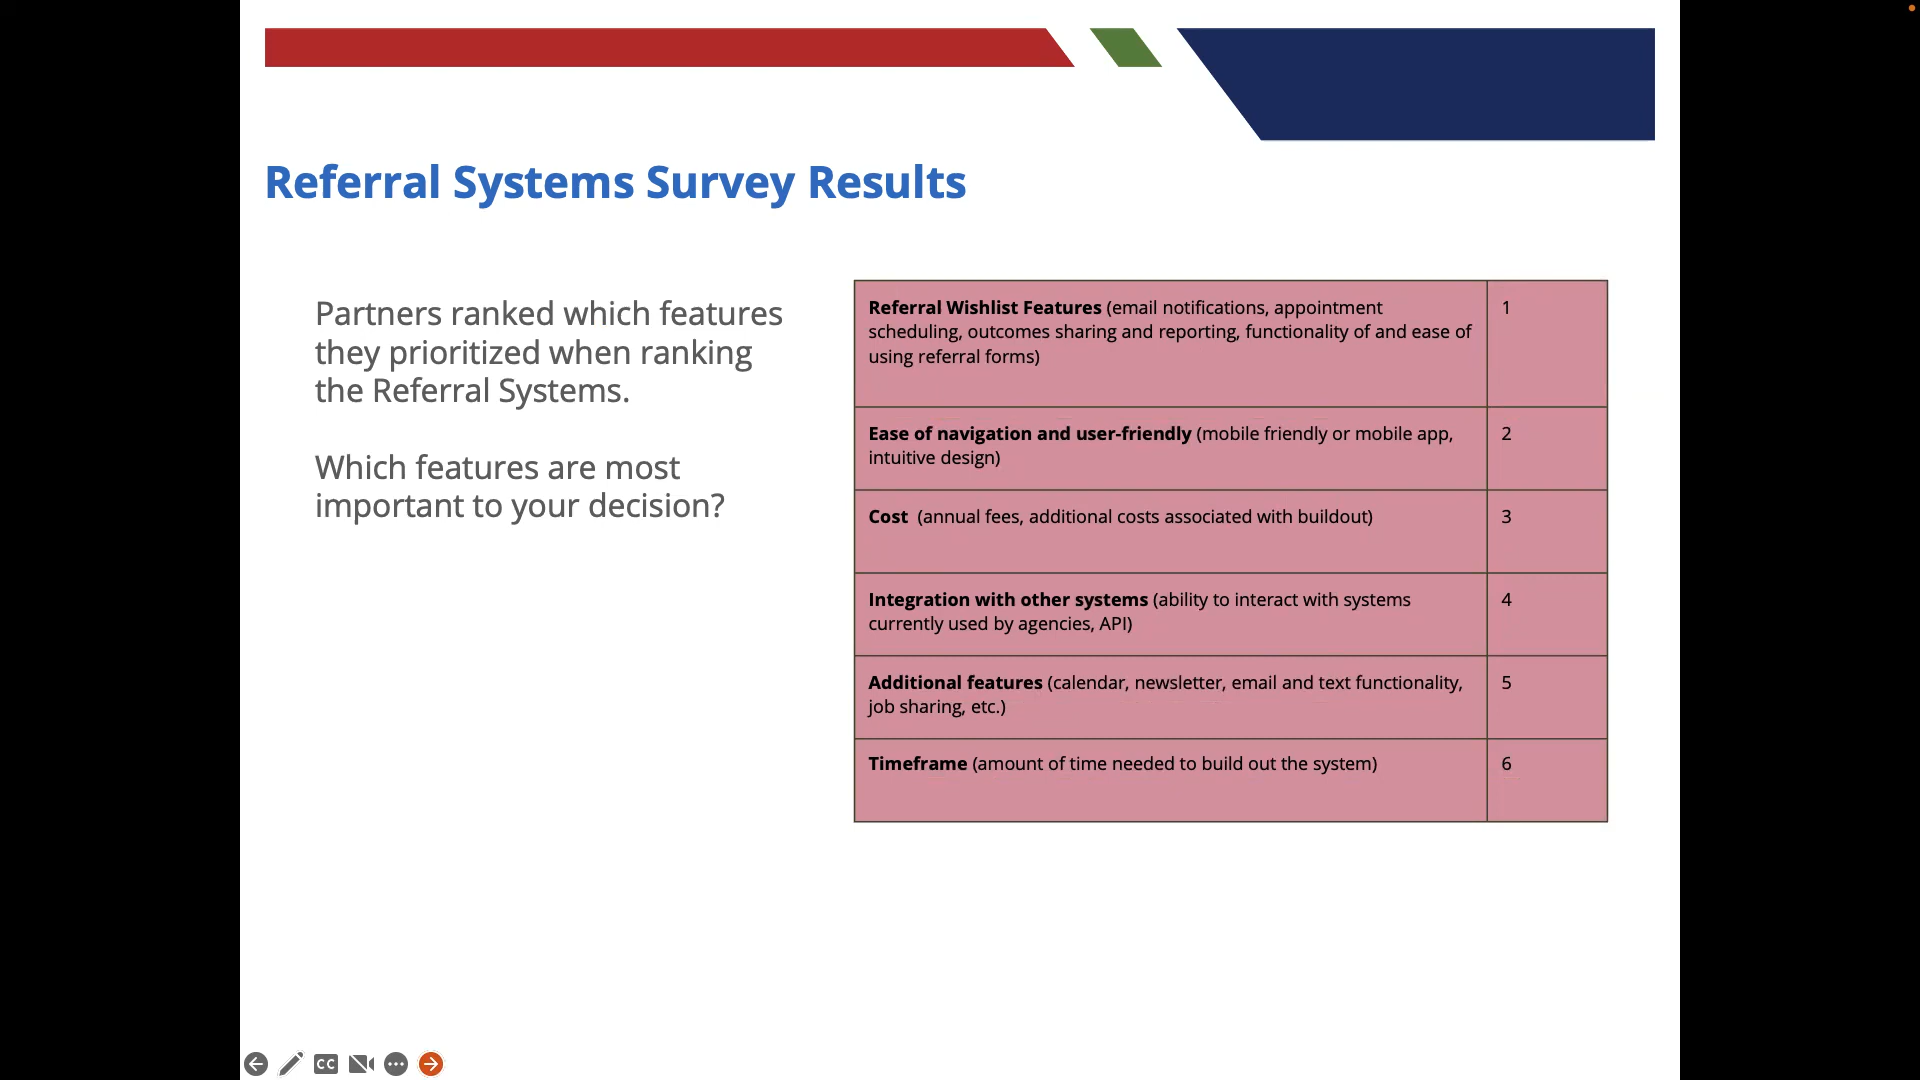 Referral Systems Survey Results
Partners ranked which features
they prioritized when ranking
the Referral Systems.
Which features are most
important to your decision?
Referral Wishlist Features (email notifications, appointment
scheduling, outcomes sharing and reporting, functionality of and ease of
using referral forms)
1
Ease of navigation and user-friendly (mobile friendly or mobile app,
intuitive design)
2
Cost  (annual fees, additional costs associated with buildout)
3
Integration with other systems (ability to interact with systems
currently used by agencies, API)
4
Additional features (calendar, newsletter, email and text functionality,
job sharing, etc.)
5
Timeframe (amount of time needed to build out the system)
6
CC